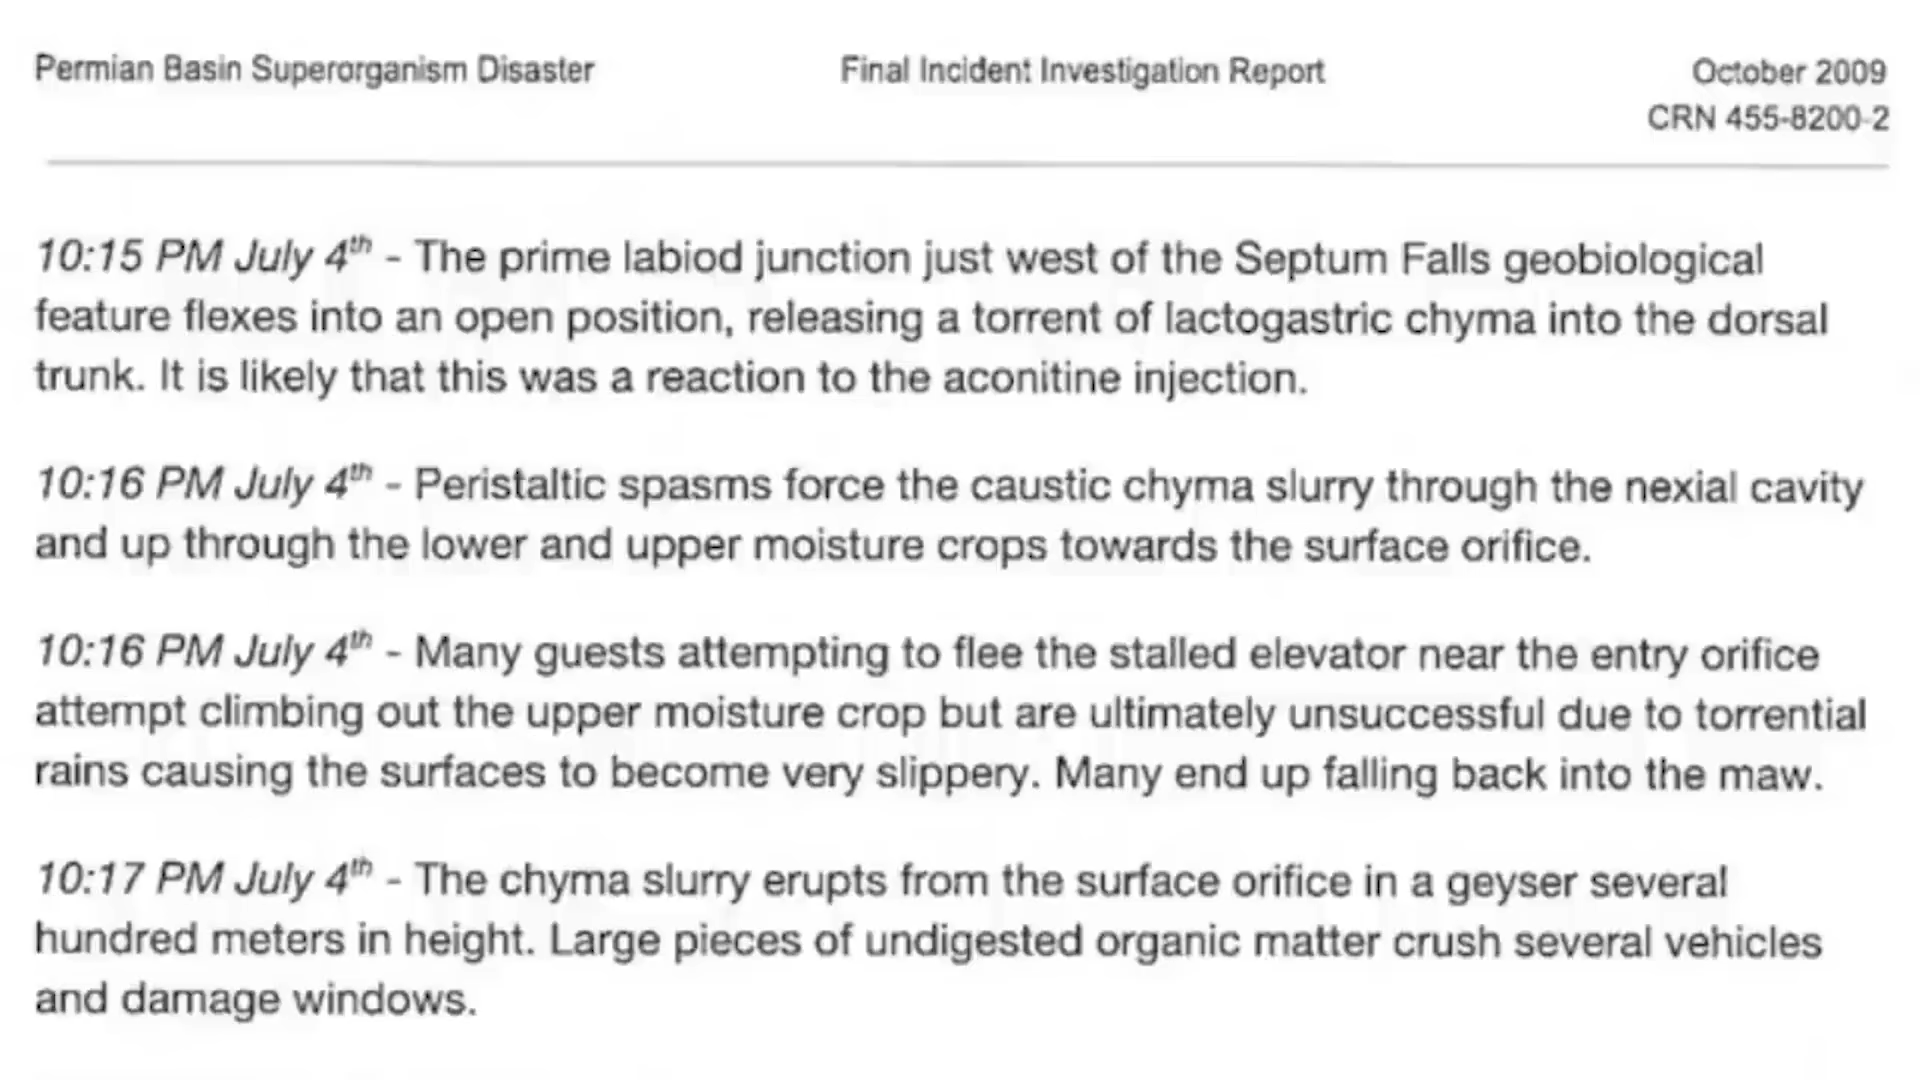 Permian Basin Superorganism Disaster
Final Incident Investigation Report
October 2009
CRN 455-8200-2
10:15 PM July 4th - The prime labiod junction just west of the Septum Falls geobiological
feature flexes into an open position, releasing a torrent of lactogastric chyma into the dorsal
trunk. It is likely that this was a reaction to the aconitine injection.
10:16 PM July 4th - Peristaltic spasms force the caustic chyma slurry through the nexial cavity
and up through the lower and upper moisture crops towards the surface orifice.
10:16 PM July 4th - Many guests attempting to flee the stalled elevator near the entry orifice
attempt climbing out the upper moisture crop but are ultimately unsuccessful due to torrential
rains causing the surfaces to become very slippery. Many end up falling back into the maw.
10:17 PM July 4th - The chyma slurry erupts from the surface orifice in a geyser several
hundred meters in height. Large pieces of undigested organic matter crush several vehicles
and damage windows.